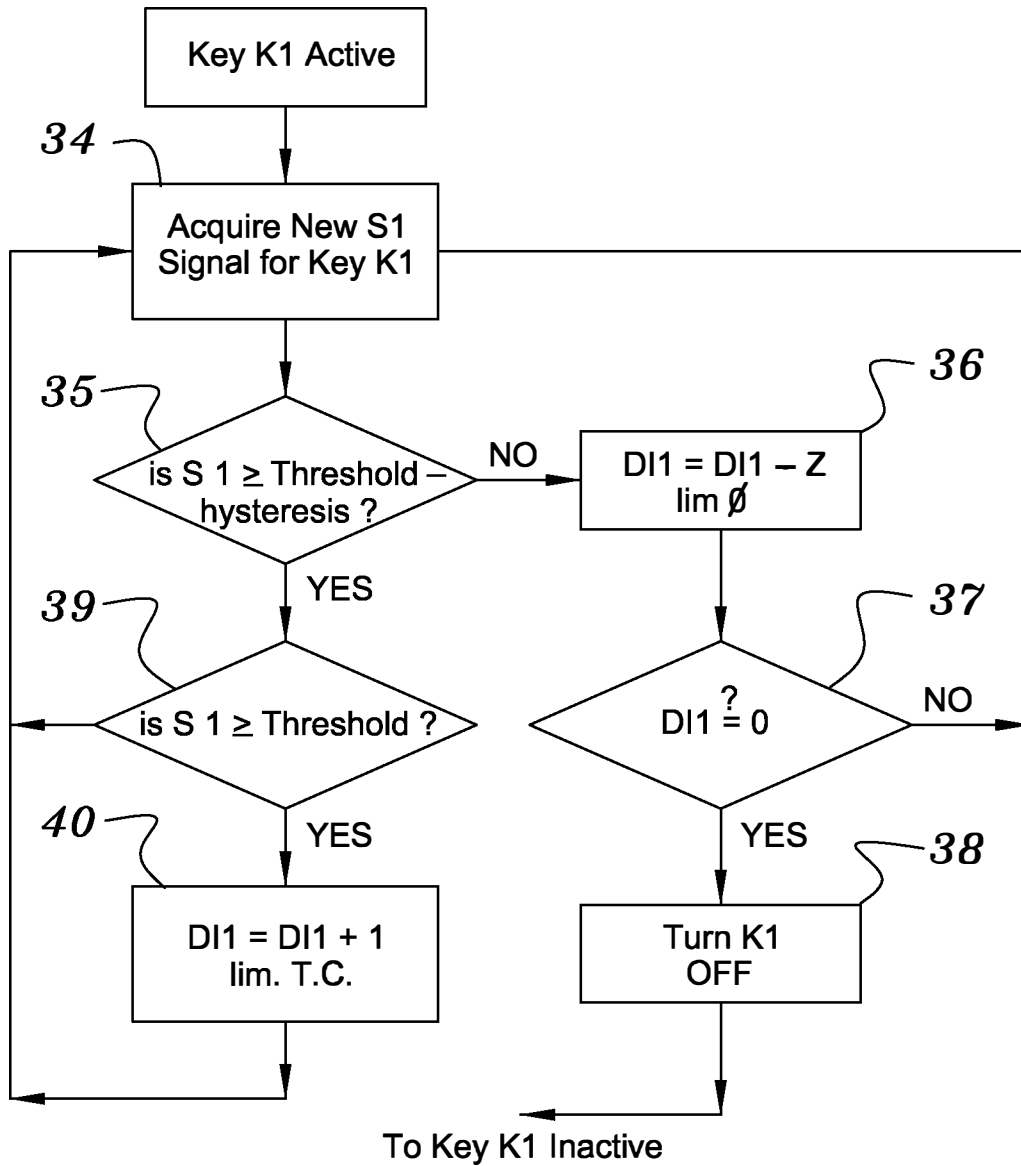 Key K1 Active
34
Acquire New S1
Signal for Key K1
35
is S 1 ≥ Threshold –
hysteresis ?
NO
36
DI1 = DI1 – Z
lim Ø
YES
39
is S 1 ≥ Threshold ?
37
?
DI1 = 0
NO
YES
40
DI1 = DI1 + 1
lim. T.C.
YES
38
Turn K1
OFF
To Key K1 Inactive